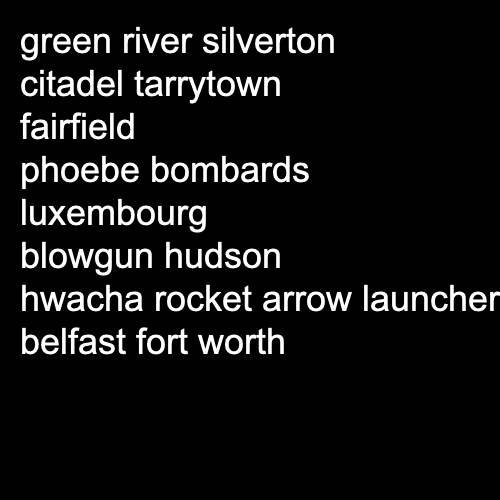 green river silverton
citadel tarrytown
fairfield
phoebe bombards
luxembourg
blowgun hudson
hwacha rocket arrow launcher
belfast fort worth